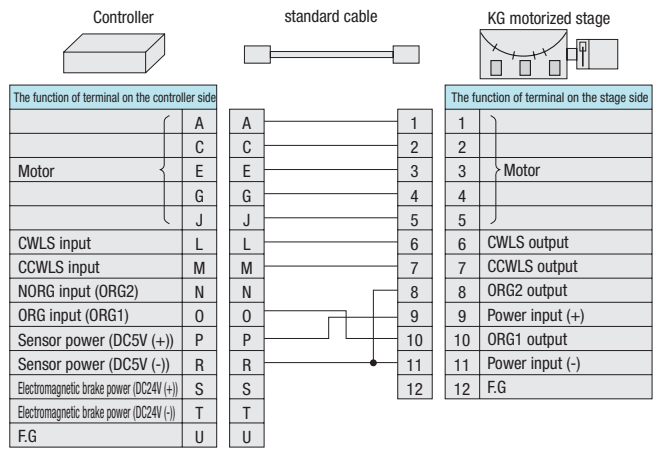 Controller standard cable KG motorized stage
The function of terminal on the controller side The function of terminal on the stage side
A A 1 1
C C 2 2
Motor E E 3 3 Motor
G G 4 4
J J 5 5
CWLS input L L 6 6 CWLS output
CCWLS input M M 7 7 CCWLS output
NORG input (ORG2) N N 8 8 ORG2 output
ORG input (ORG1) O O 9 9 Power input (+)
Sensor power (DC5V (+)) P P 10 10 ORG1 output
Sensor power (DC5V (-)) R R 11 11 Power input (-)
Electromagnetic brake power (DC24V (+)) S S 12 12 F.G
Electromagnetic brake power (DC24V (-)) T T
F.G U U